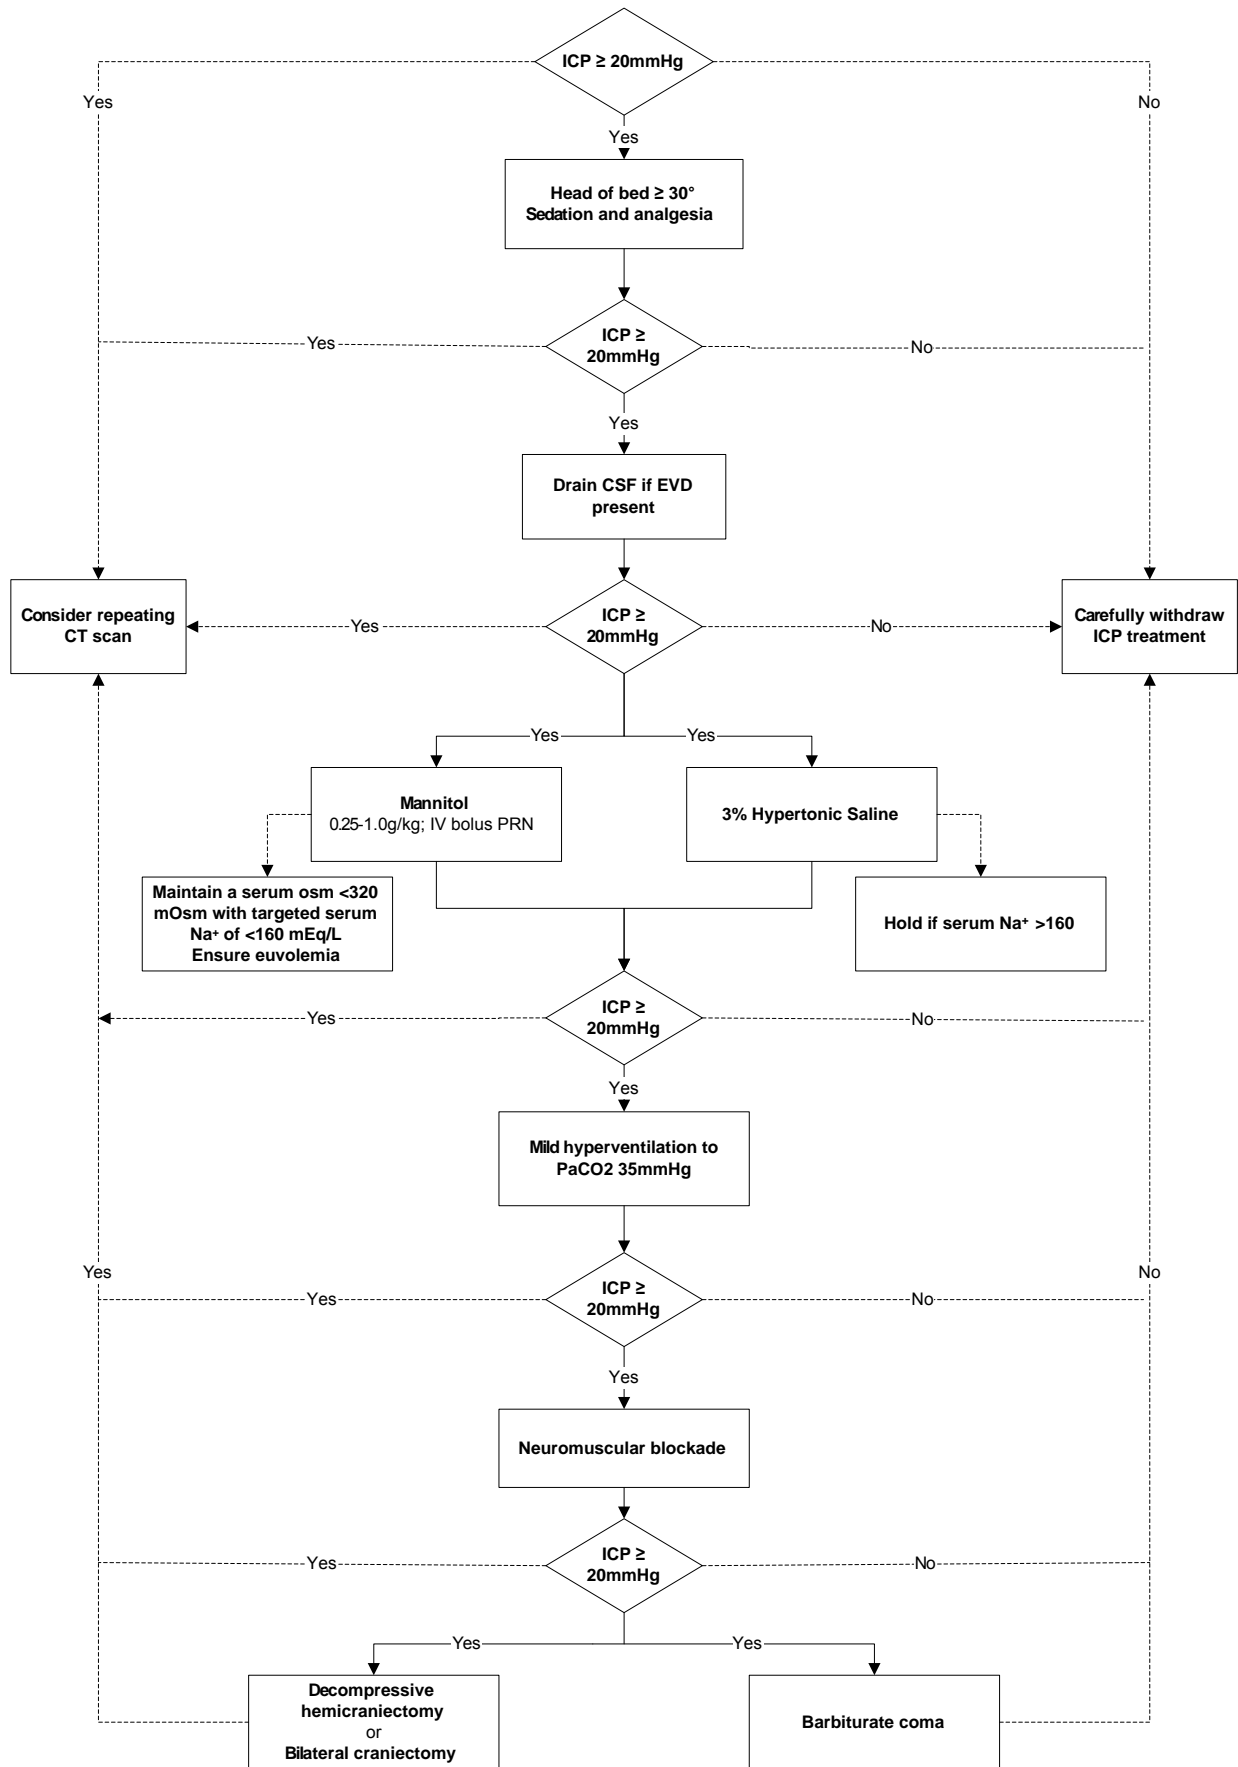 ICP ≥ 20mmHg
Yes
No
Yes
Head of bed ≥ 30°
Sedation and analgesia
ICP ≥
20mmHg
Yes
No
Yes
Drain CSF if EVD
present
Consider repeating
CT scan
ICP ≥
20mmHg
Yes
No
Carefully withdraw
ICP treatment
Yes
Yes
Mannitol
0.25-1.0g/kg; IV bolus PRN
3% Hypertonic Saline
Maintain a serum osm <320
mOsm with targeted serum
Na+ of <160 mEq/L
Ensure euvolemia
Hold if serum Na+ >160
ICP ≥
20mmHg
Yes
No
Yes
Mild hyperventilation to
PaCO2 35mmHg
Yes
No
ICP ≥
20mmHg
Yes
No
Yes
Neuromuscular blockade
ICP ≥
20mmHg
Yes
No
Yes
Yes
Decompressive
hemicraniectomy
or
Bilateral craniectomy
Barbiturate coma